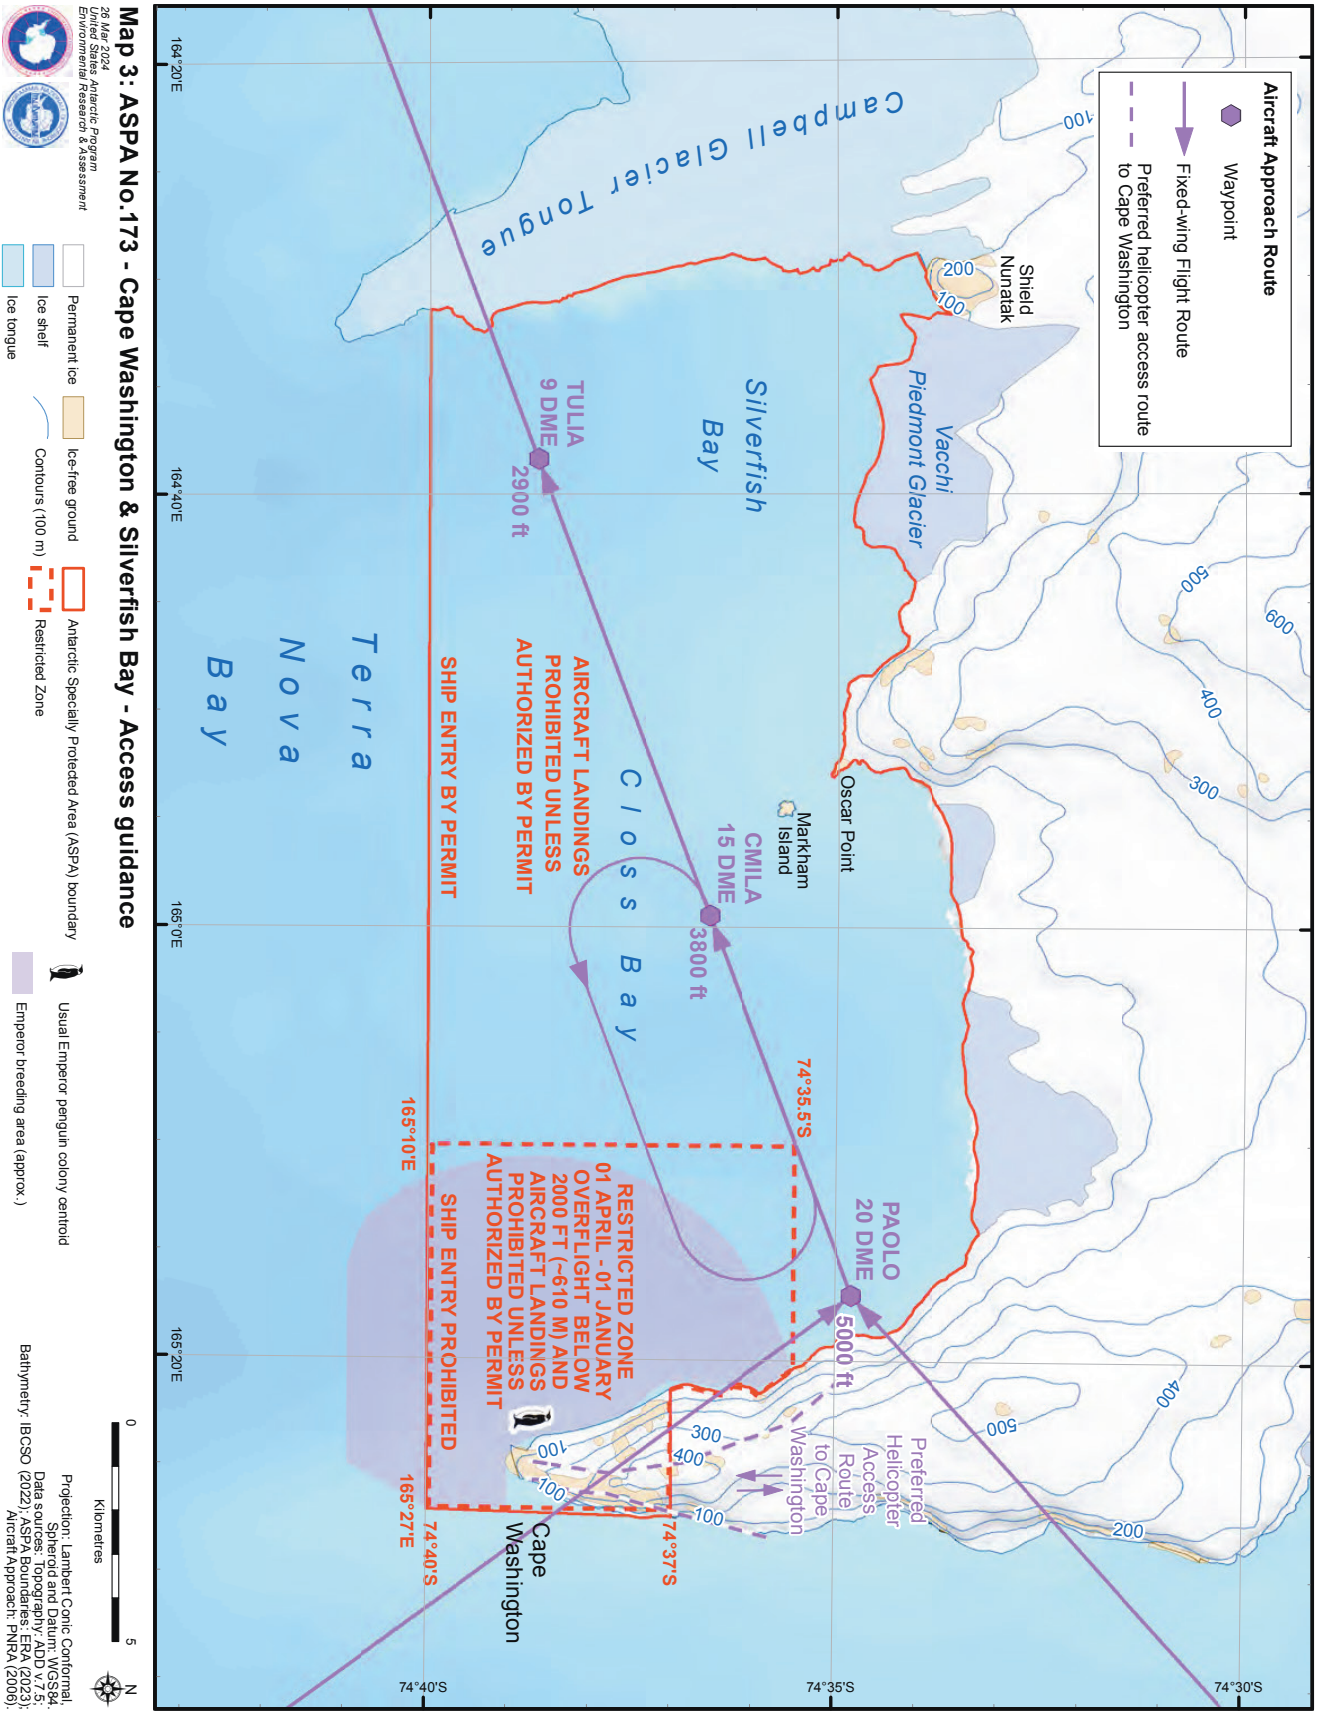 Aircraft Approach Route
Waypoint
Fixed-wing Flight Route
Preferred helicopter access route
to Cape Washington
100
Campbell Glacier Tongue
Shield
Nunatak
200
100
Vacchi
Piedmont Glacier
Silverfish
Bay
TULIA
9 DME
2900 ft
500
600
400
300
Oscar Point
Markham
Island
CMILA
15 DME
3800 ft
Closs Bay
AIRCRAFT LANDINGS
PROHIBITED UNLESS
AUTHORIZED BY PERMIT
SHIP ENTRY BY PERMIT
Terra
Nova
Bay
74°35.5'S
165°10'E
PAOLO
20 DME
5000 ft
RESTRICTED ZONE
01 APRIL - 01 JANUARY
OVERFLIGHT BELOW
2000 FT (~610 M) AND
AIRCRAFT LANDINGS
PROHIBITED UNLESS
AUTHORIZED BY PERMIT
SHIP ENTRY PROHIBITED
400
500
300
400
100
100
100
200
Preferred
Helicopter
Access
Route
to Cape
Washington
Cape
Washington
74°37'S
74°40'S
165°27'E
74°40'S
74°35'S
74°30'S
164°20'E
164°40'E
165°0'E
165°20'E
Map 3: ASPA No.173 - Cape Washington & Silverfish Bay - Access guidance
26 Mar 2024
United States Antarctic Program
Environmental Research & Assessment
Permanent ice
Ice shelf
Ice tongue
Ice-free ground
Contours (100 m)
Antarctic Specially Protected Area (ASPA) boundary
Restricted Zone
Usual Emperor penguin colony centroid
Emperor breeding area (approx.)
0
5
Kilometres
N
Projection: Lambert Conic Conformal,
Spheroid and Datum: WGS84.
Data sources: Topography: ADD v.7.5;
Bathymetry: IBCSO (2022); ASPA Boundaries: ERA (2023);
Aircraft Approach: PNRA (2006).